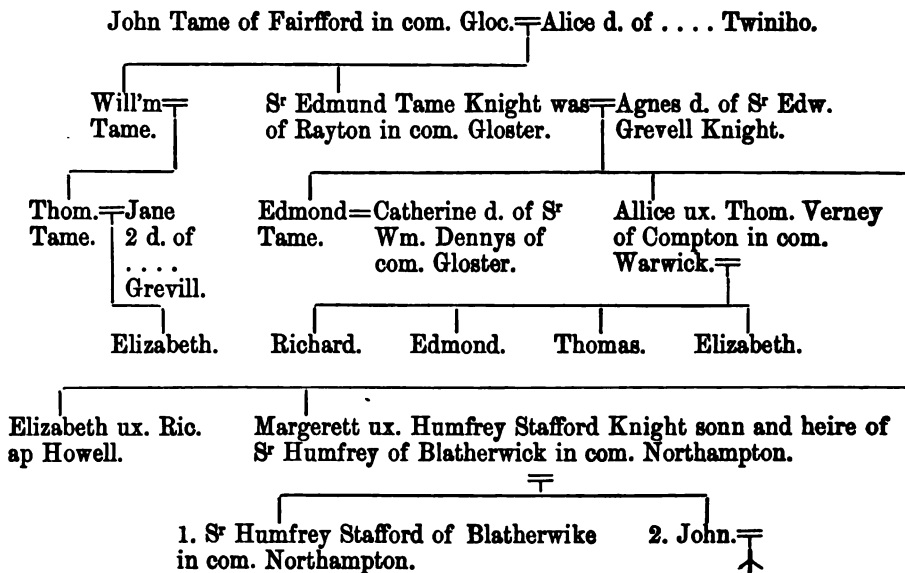 John Tame of Fairfford in com. Gloc. Alice d. of . . . . Twiniho.
Will'm
Tame.
Sr Edmund Tame Knight was
of Rayton in com. Gloster.
Agnes d. of Sr Edw.
Grevell Knight.
Thom.
Tame.
Jane
2 d. of
. . . .
Grevill.
Edmond
Tame.
Catherine d. of Sr
Wm. Dennys of
com. Gloster.
Allice ux. Thom. Verney
of Compton in com.
Warwick.
Elizabeth.
Richard.
Edmond.
Thomas.
Elizabeth.
Elizabeth ux. Ric.
ap Howell.
Margerett ux. Humfrey Stafford Knight sonn and heire of
Sr Humfrey of Blatherwick in com. Northampton.
1. Sr Humfrey Stafford of Blatherwike
in com. Northampton.
2. John.